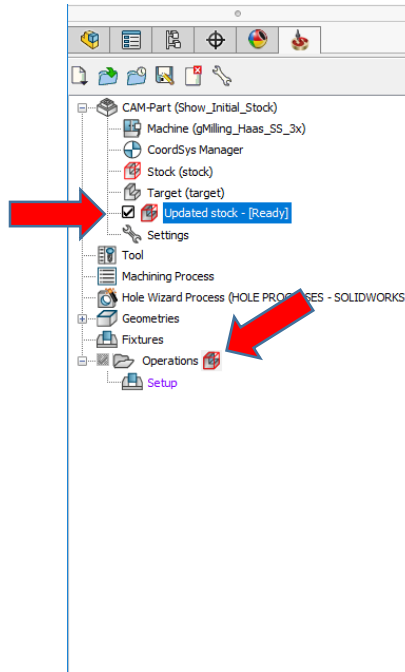 CAM-Part (Show_Initial_Stock)
Machine (gMilling_Haas_SS_3x)
CoordSys Manager
Stock (stock)
Target (target)
Updated stock - [Ready]
Settings
Tool
Machining Process
Hole Wizard Process (HOLE PROCESSES - SOLIDWORKS
Geometries
Fixtures
Operations
Setup